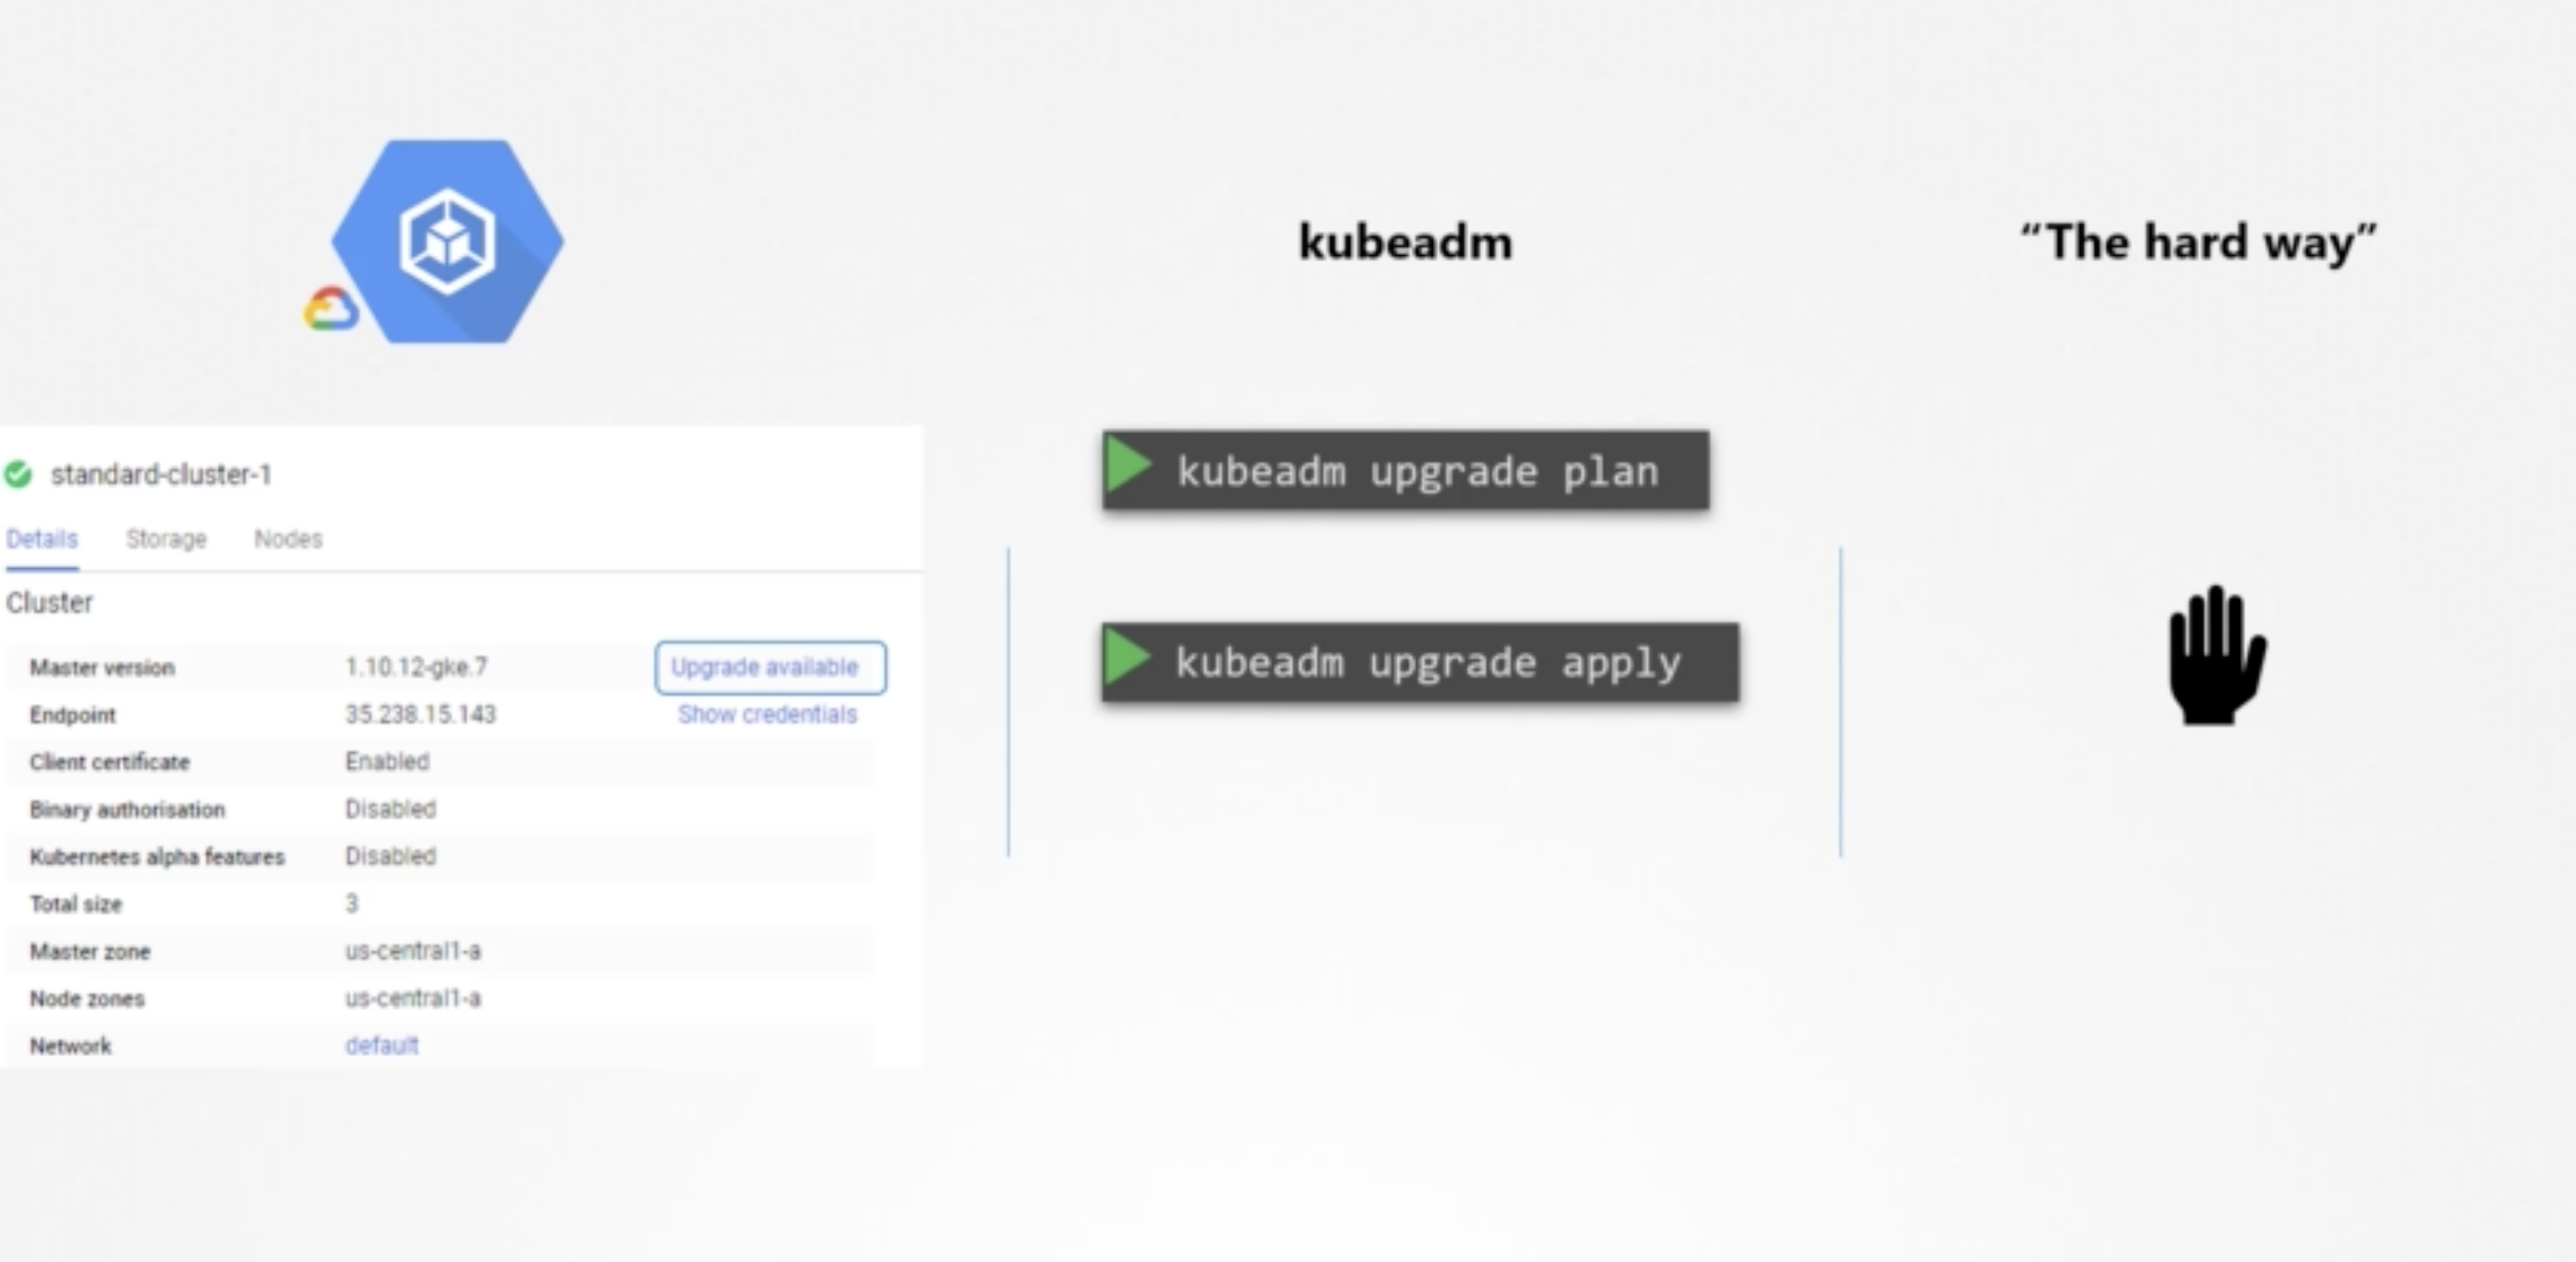 kubeadm
“The hard way”
standard-cluster-1
Details Storage Nodes
Cluster
Master version 1.10.12-gke.7 Upgrade available
Endpoint 35.238.15.143 Show credentials
Client certificate Enabled
Binary authorisation Disabled
Kubernetes alpha features Disabled
Total size 3
Master zone us-central1-a
Node zones us-central1-a
Network default
kubeadm upgrade plan
kubeadm upgrade apply